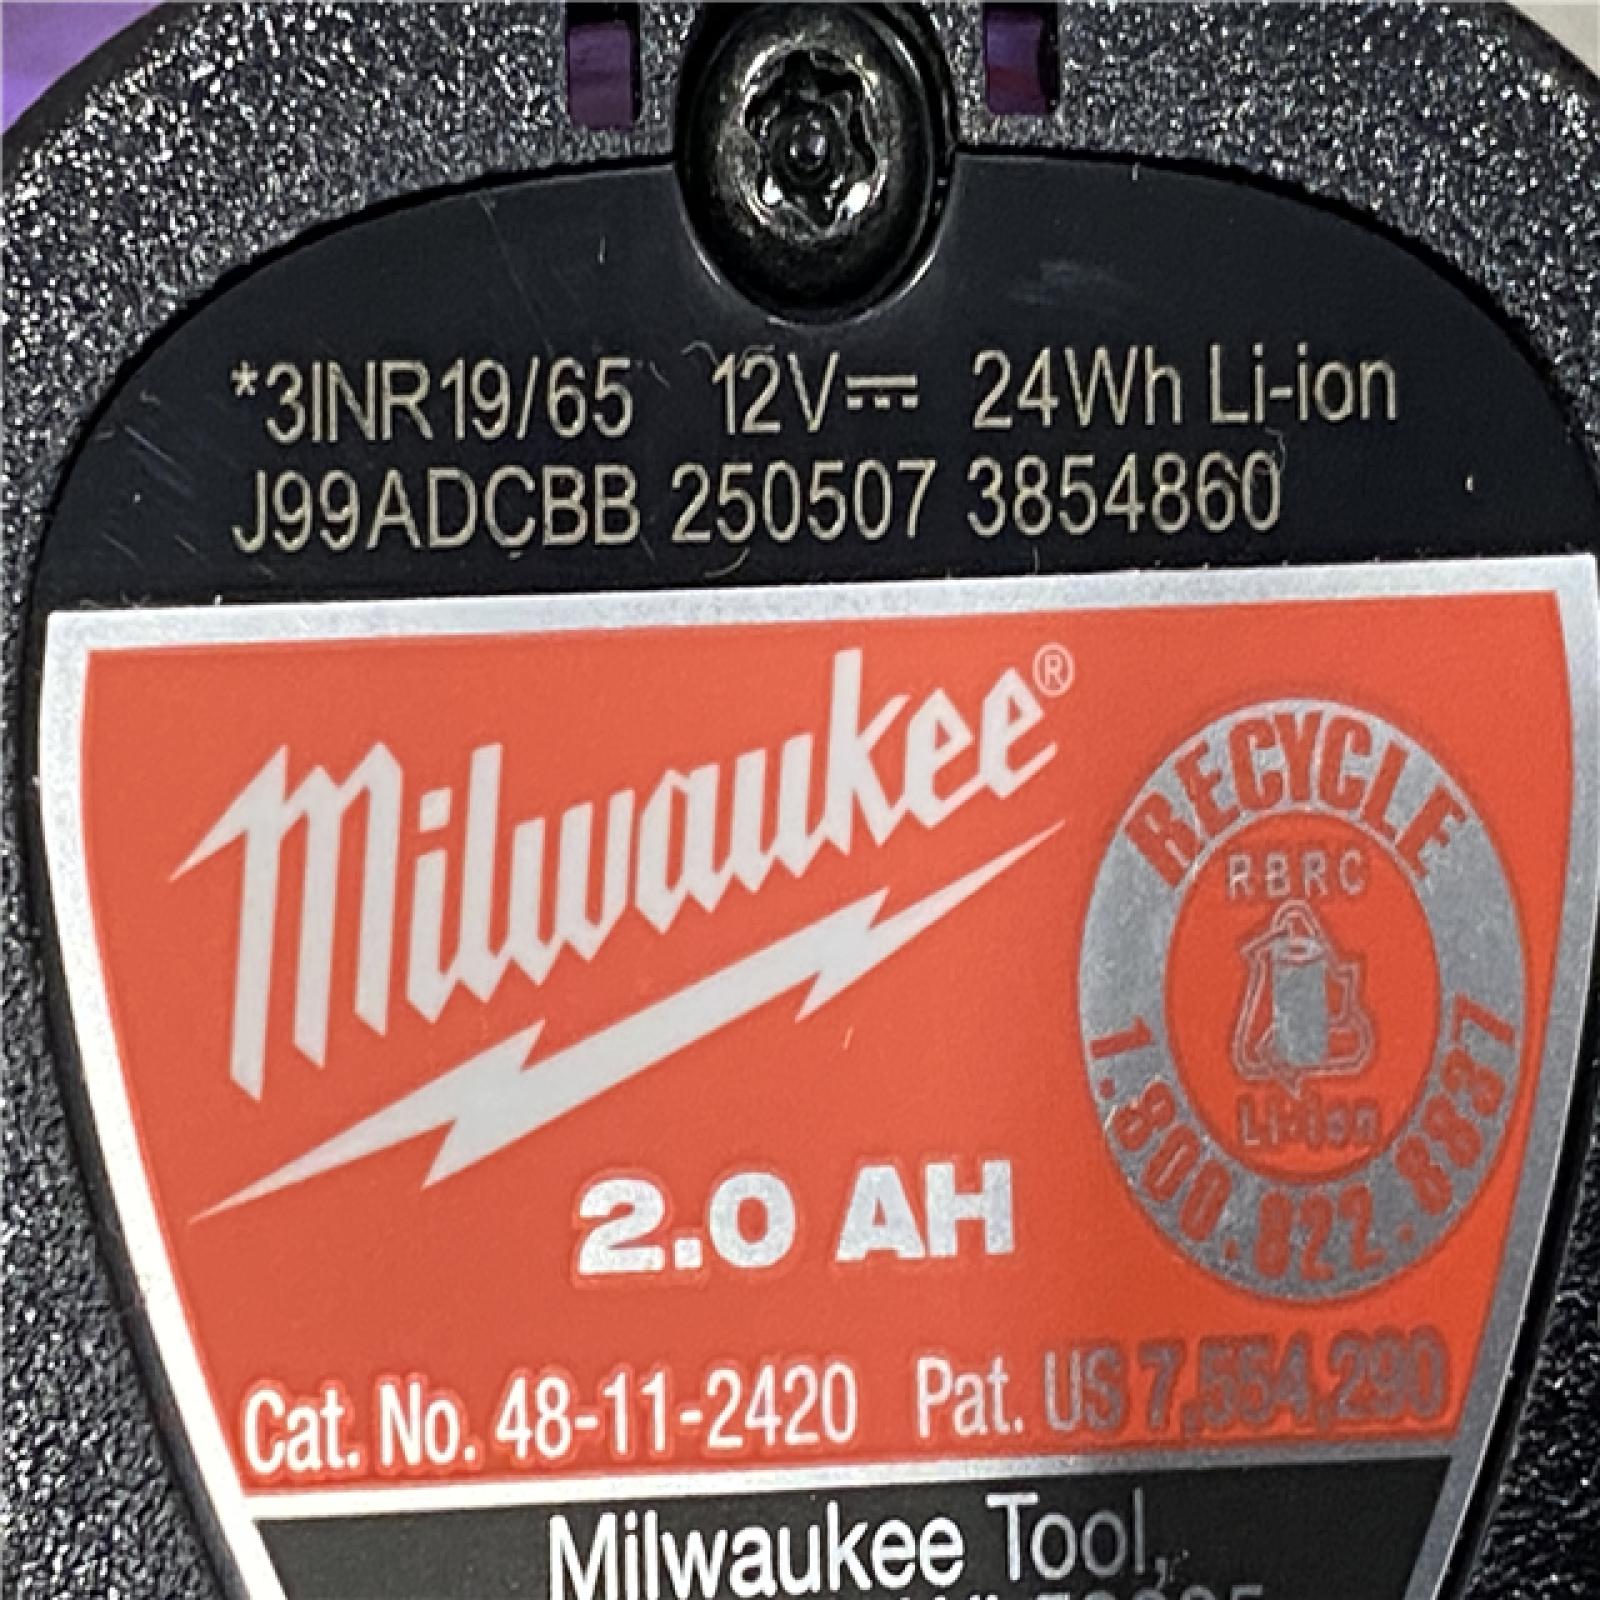 *3INR19/65 12V⎓ 24Wh Li-ion
J99ADCBB 250507 3854860
Milwaukee®
RECYCLE
RBRC
Li-ion
1.800.822.8837
2.0 AH
Cat. No. 48-11-2420 Pat. US 7,554,290
Milwaukee Tool,